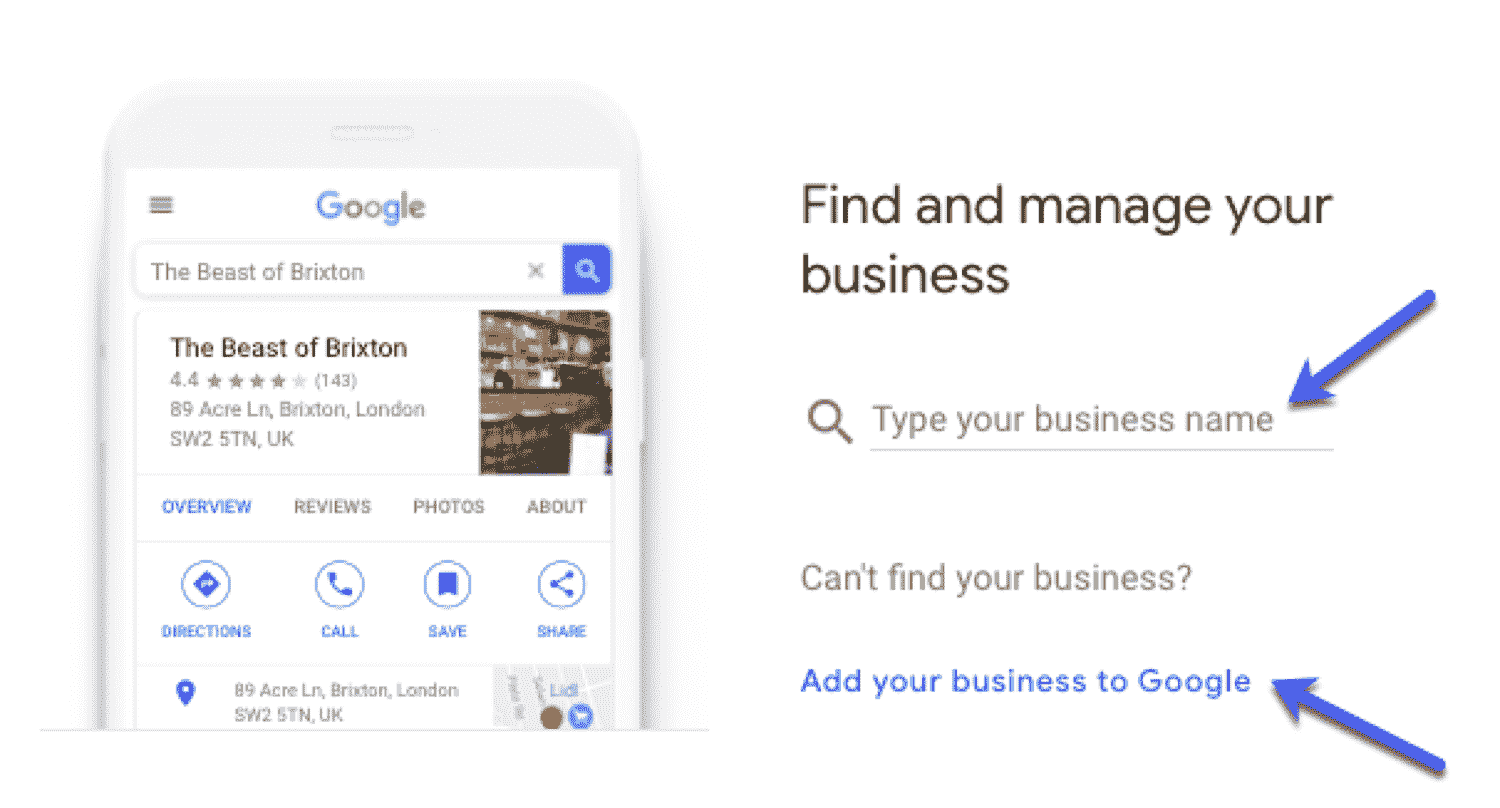 Google
The Beast of Brixton
The Beast of Brixton
4.4 (143)
89 Acre Ln, Brixton, London
SW2 5TN, UK
OVERVIEW REVIEWS PHOTOS ABOUT
DIRECTIONS CALL SAVE SHARE
89 Acre Ln, Brixton, London
SW2 5TN, UK
Lidl
Find and manage your
business
Type your business name
Can't find your business?
Add your business to Google